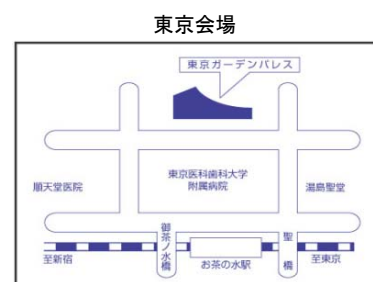 東京会場
東京ガーデンパレス
順天堂医院
東京医科歯科大学
附属病院
湯島聖堂
御茶ノ水橋
聖橋
至新宿
お茶の水駅
至東京